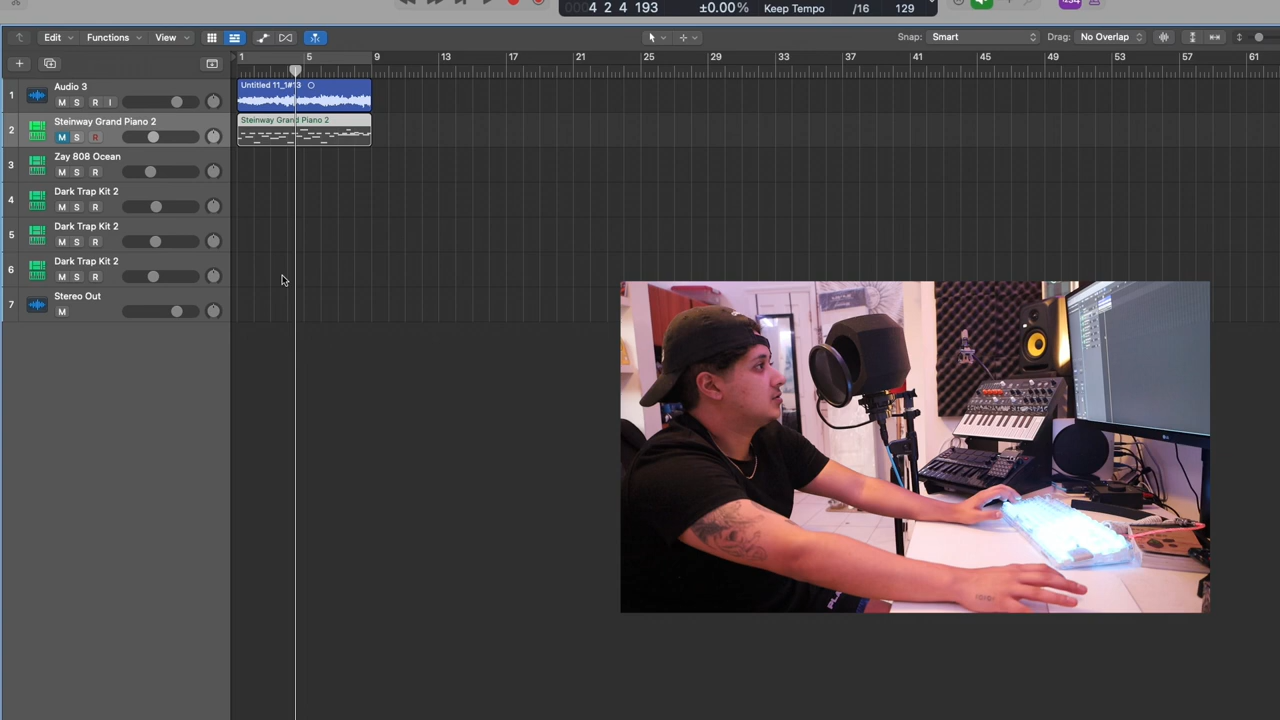 0004 2 4 193 ±0.00% Keep Tempo /16 129
Edit Functions View Snap: Smart Drag: No Overlap
1 5 9 13 17 21 25 29 33 37 41 45 49 53 57 61
1 Audio 3
M S R I
Untitled 11_1#13
2 Steinway Grand Piano 2
M S R
Steinway Grand Piano 2
3 Zay 808 Ocean
M S R
4 Dark Trap Kit 2
M S R
5 Dark Trap Kit 2
M S R
6 Dark Trap Kit 2
M S R
7 Stereo Out
M